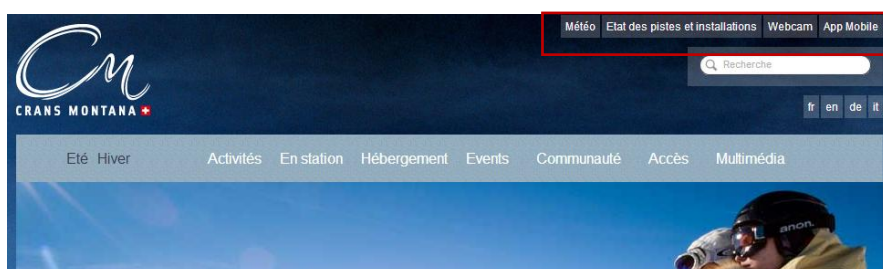 Météo Etat des pistes et installations Webcam App Mobile
CM
CRANS MONTANA
Recherche
fr en de it
Eté Hiver Activités En station Hébergement Events Communauté Accès Multimédia
anon.